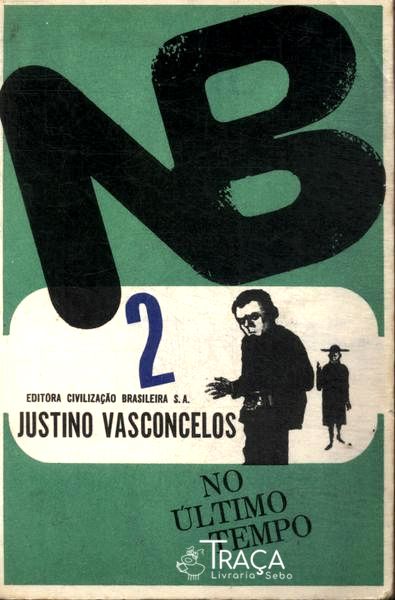 NB
2
EDITÔRA CIVILIZAÇÃO BRASILEIRA S.A.
JUSTINO VASCONCELOS
NO
ÚLTIMO
TEMPO
TRAÇA
Livraria Sebo